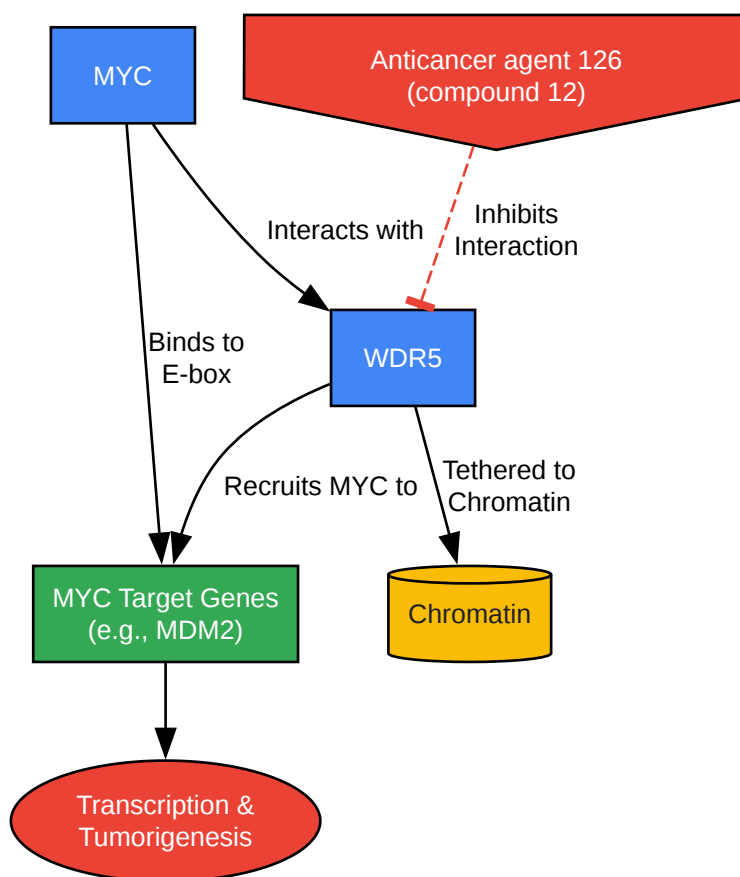 MYC
Anticancer agent 126
(compound 12)
Interacts with
Inhibits
Interaction
Binds to
E-box
WDR5
Recruits MYC to
Tethered to
Chromatin
MYC Target Genes
(e.g., MDM2)
Chromatin
Transcription &
Tumorigenesis